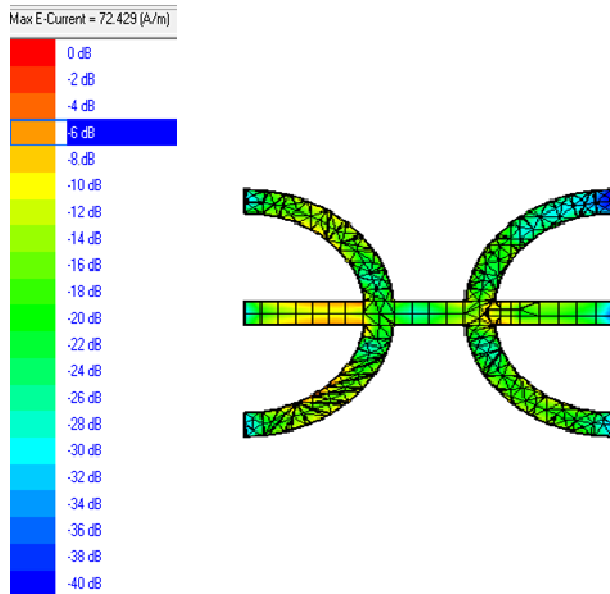 Max E-Current = 72.429 (A/m)
0 dB
-2 dB
-4 dB
-6 dB
-8 dB
-10 dB
-12 dB
-14 dB
-16 dB
-18 dB
-20 dB
-22 dB
-24 dB
-26 dB
-28 dB
-30 dB
-32 dB
-34 dB
-36 dB
-38 dB
-40 dB